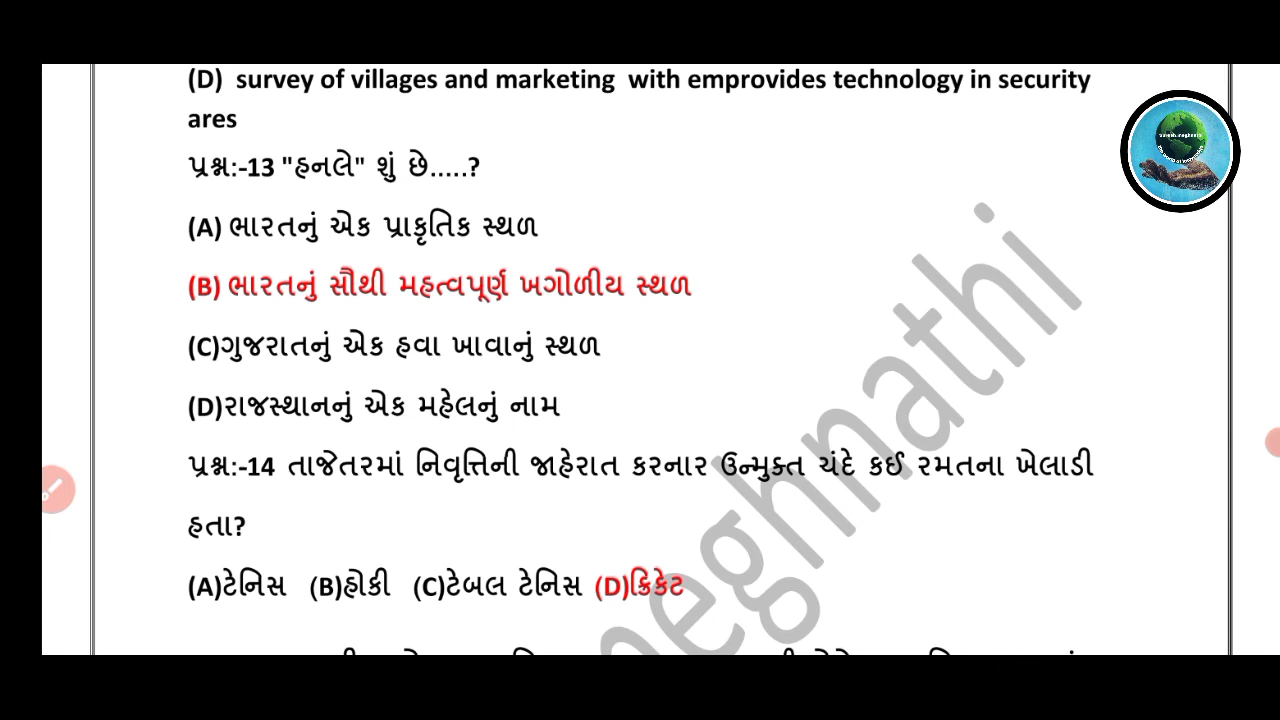 (D) survey of villages and marketing with emprovides technology in security
ares
પ્રશ્ન:-13 "હનલે" શું છે.....?
(A) ભારતનું એક પ્રાકૃતિક સ્થળ
(B) ભારતનું સૌથી મહત્વપૂર્ણ ખગોળીય સ્થળ
(C)ગુજરાતનું એક હવા ખાવાનું સ્થળ
(D)રાજસ્થાનનું એક મહેલનું નામ
પ્રશ્ન:-14 તાજેતરમાં નિવૃત્તિની જાહેરાત કરનાર ઉન્મુક્ત ચંદે કઈ રમતના ખેલાડી
હતા?
(A)ટેનિસ (B)હોકી (C)ટેબલ ટેનિસ (D)ક્રિકેટ
meghnathi